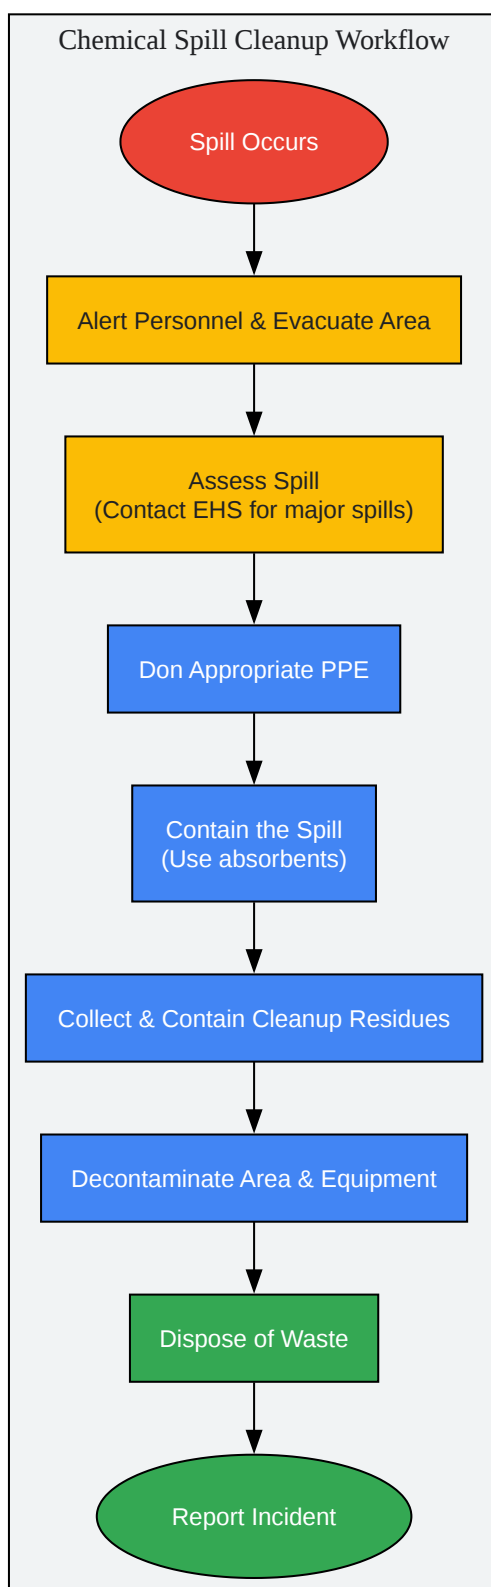 Chemical Spill Cleanup Workflow
Spill Occurs
Alert Personnel & Evacuate Area
Assess Spill
(Contact EHS for major spills)
Don Appropriate PPE
Contain the Spill
(Use absorbents)
Collect & Contain Cleanup Residues
Decontaminate Area & Equipment
Dispose of Waste
Report Incident